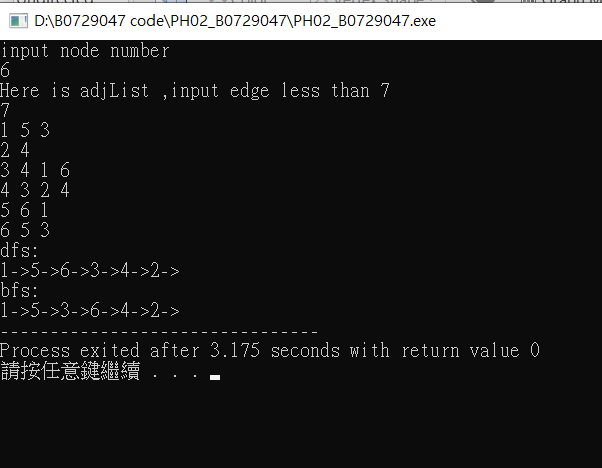 D:\B0729047 code\PH02_B0729047\PH02_B0729047.exe
input node number
6
Here is adjList ,input edge less than 7
7
1 5 3
2 4
3 4 1 6
4 3 2 4
5 6 1
6 5 3
dfs:
1->5->6->3->4->2->
bfs:
1->5->3->6->4->2->
--------------------------------
Process exited after 3.175 seconds with return value 0
請按任意鍵繼續 . . .